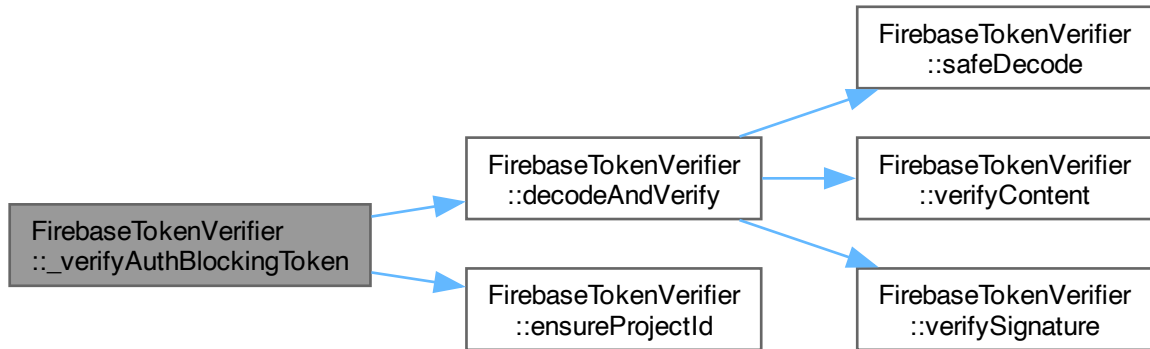 FirebaseTokenVerifier
::_verifyAuthBlockingToken
FirebaseTokenVerifier
::decodeAndVerify
FirebaseTokenVerifier
::ensureProjectId
FirebaseTokenVerifier
::safeDecode
FirebaseTokenVerifier
::verifyContent
FirebaseTokenVerifier
::verifySignature